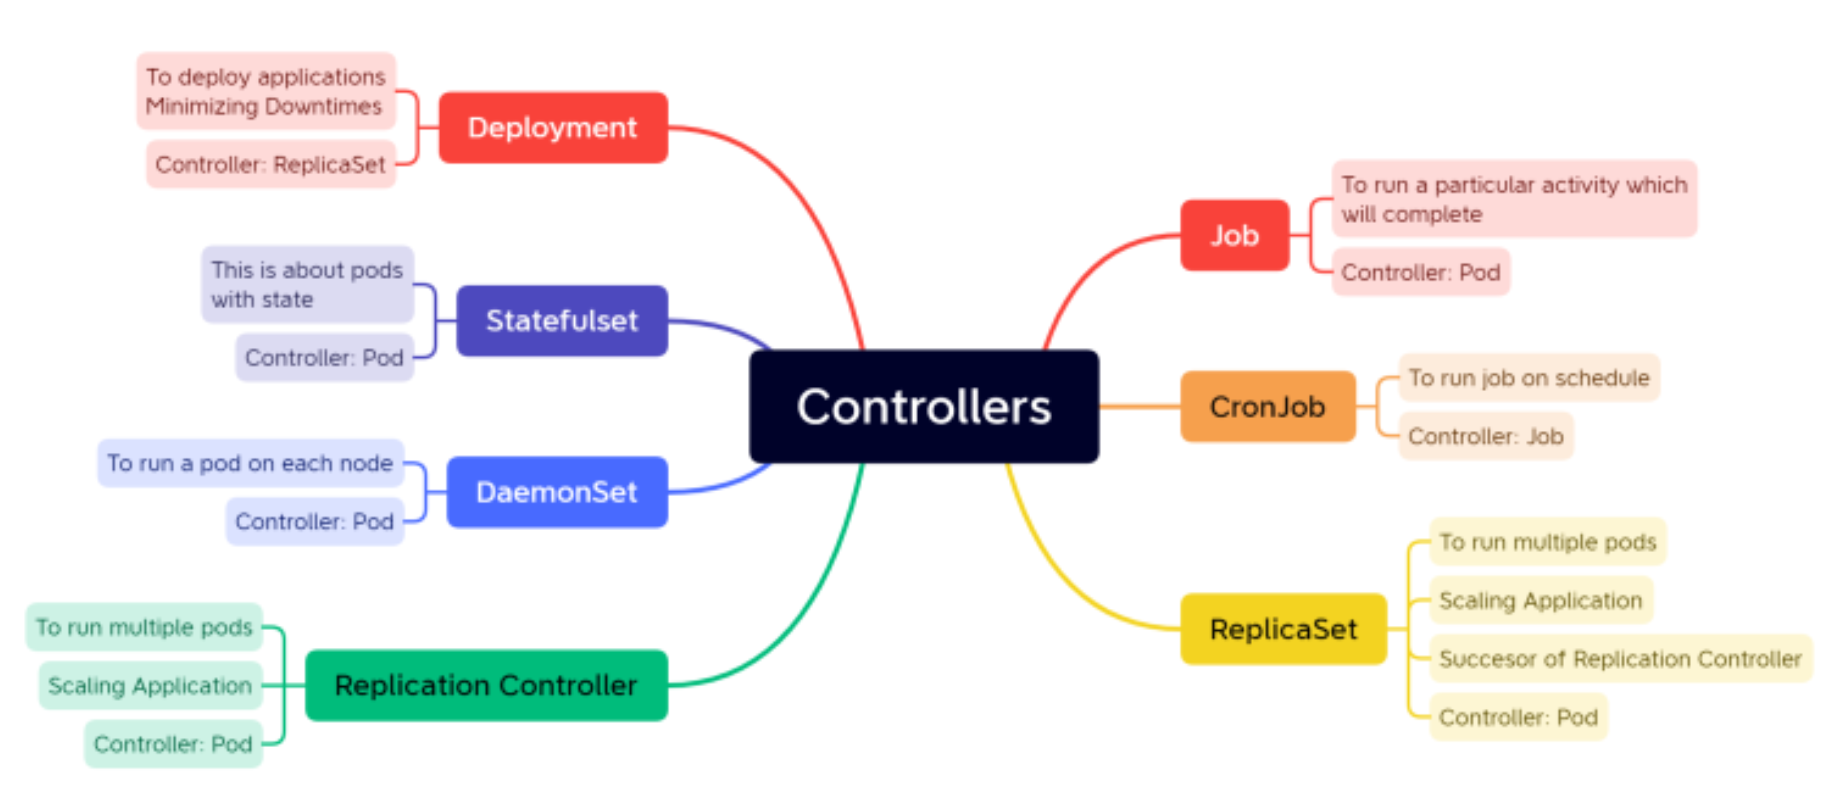 To deploy applications
Minimizing Downtimes
Controller: ReplicaSet
Deployment
This is about pods
with state
Controller: Pod
Statefulset
To run a pod on each node
Controller: Pod
DaemonSet
To run multiple pods
Scaling Application
Controller: Pod
Replication Controller
Controllers
Job
To run a particular activity which
will complete
Controller: Pod
CronJob
To run job on schedule
Controller: Job
ReplicaSet
To run multiple pods
Scaling Application
Succesor of Replication Controller
Controller: Pod